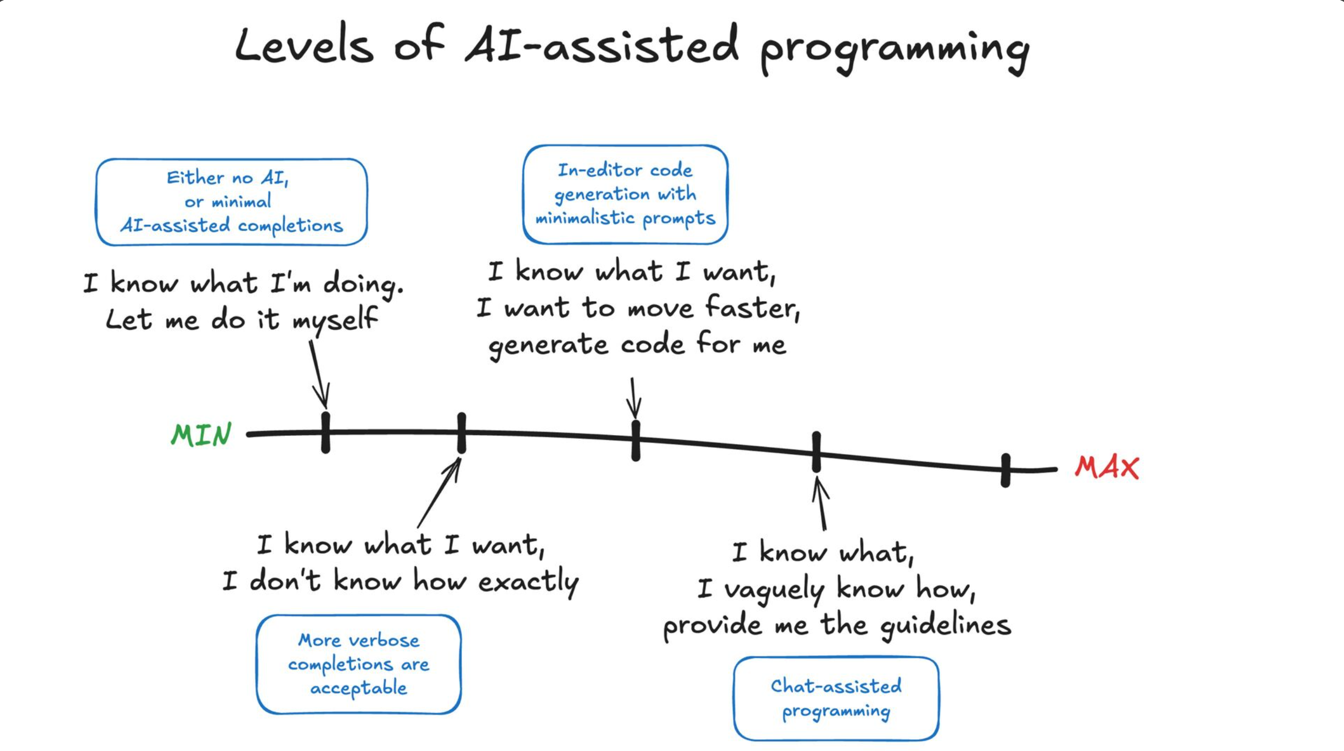 Levels of AI-assisted programming
Either no AI,
or minimal
AI-assisted completions
I know what I'm doing.
Let me do it myself
In-editor code
generation with
minimalistic prompts
I know what I want,
I want to move faster,
generate code for me
MIN
MAX
I know what I want,
I don't know how exactly
More verbose
completions are
acceptable
I know what,
I vaguely know how,
provide me the guidelines
Chat-assisted
programming